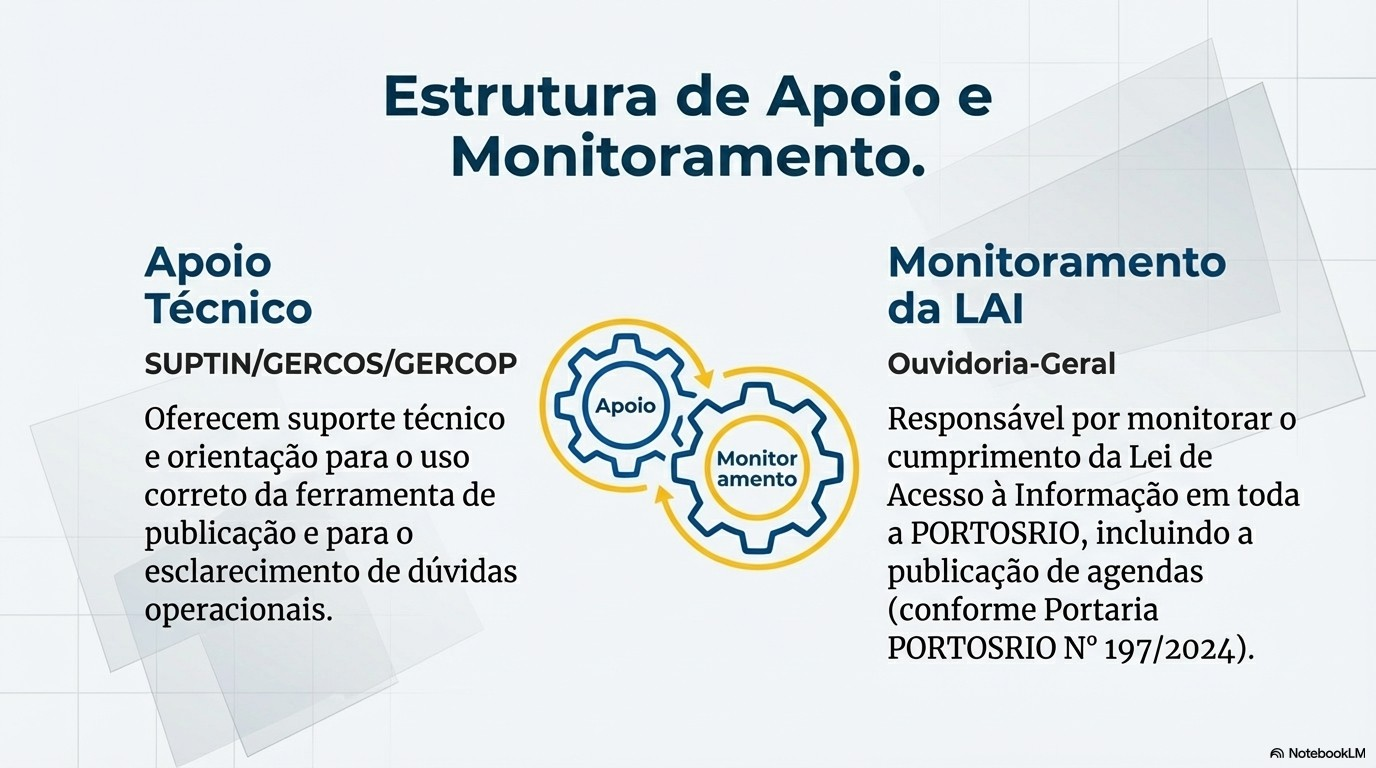 Estrutura de Apoio e
Monitoramento.
Apoio
Técnico
SUPTIN/GERCOS/GERCOP
Oferecem suporte técnico
e orientação para o uso
correto da ferramenta de
publicação e para o
esclarecimento de dúvidas
operacionais.
Apoio
Monitor
amento
Monitoramento
da LAI
Ouvidoria-Geral
Responsável por monitorar o
cumprimento da Lei de
Acesso à Informação em toda
a PORTOSRIO, incluindo a
publicação de agendas
(conforme Portaria
PORTOSRIO Nº 197/2024).
NotebookLM